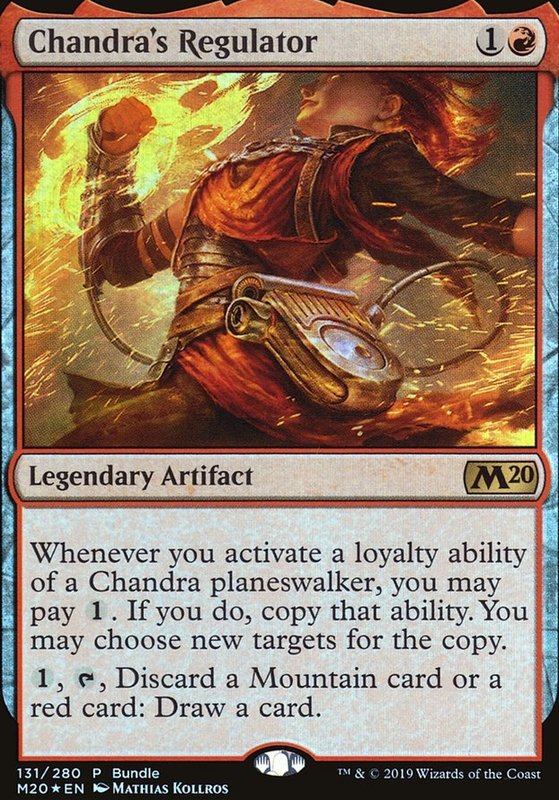 Chandra's Regulator 1
Legendary Artifact M20
Whenever you activate a loyalty ability
of a Chandra planeswalker, you may
pay 1. If you do, copy that ability. You
may choose new targets for the copy.
1, , Discard a Mountain card or a
red card: Draw a card.
131/280 P Bundle
™ & © 2019 Wizards of the Coast
M20★EN Mathias Kollros